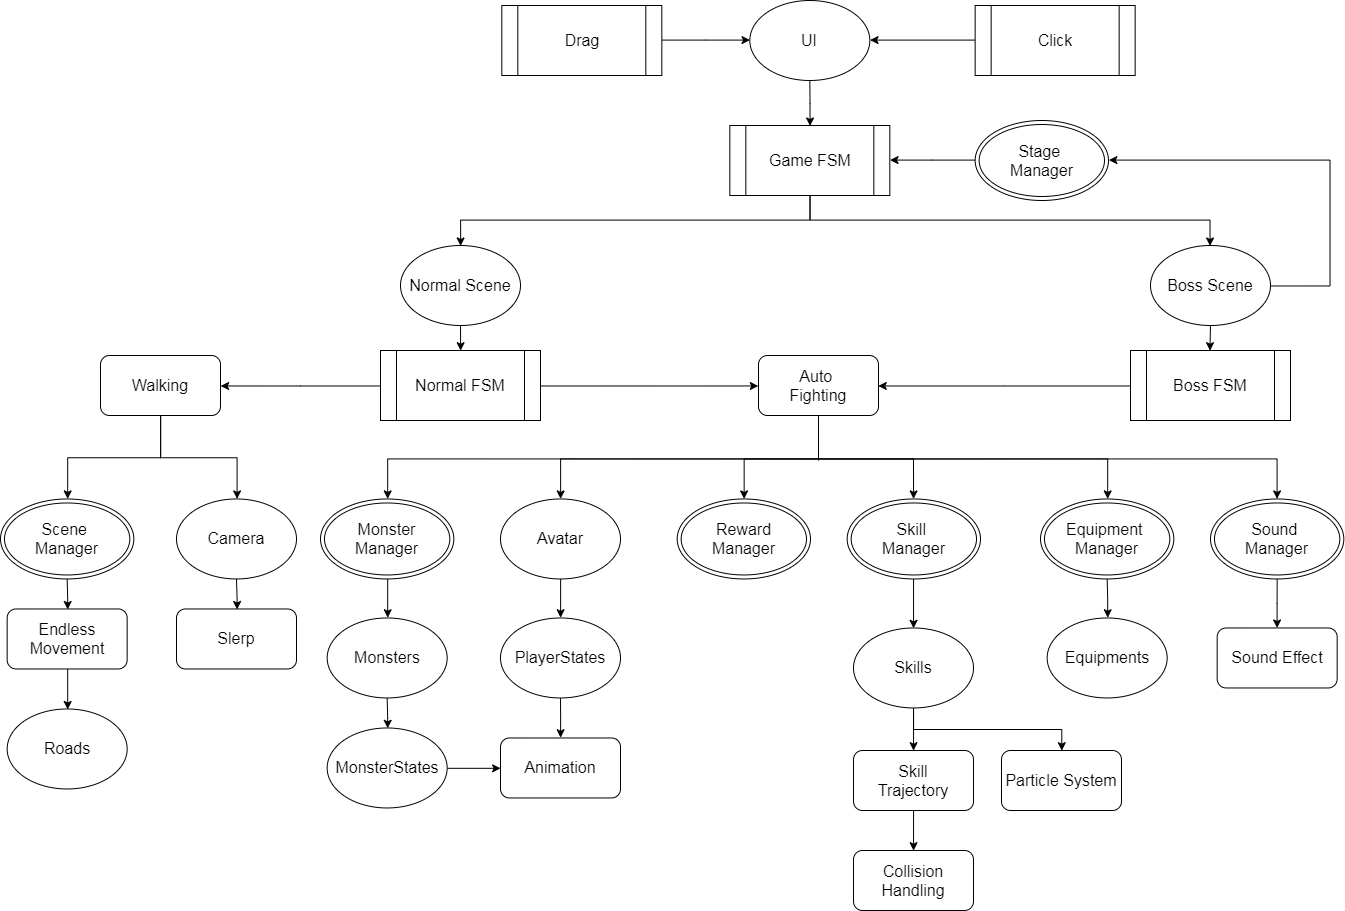 Drag
UI
Click
Game FSM
Stage
Manager
Normal Scene
Boss Scene
Walking
Normal FSM
Auto
Fighting
Boss FSM
Scene
Manager
Camera
Monster
Manager
Avatar
Reward
Manager
Skill
Manager
Equipment
Manager
Sound
Manager
Endless
Movement
Slerp
Monsters
PlayerStates
Skills
Equipments
Sound Effect
Roads
MonsterStates
Animation
Skill
Trajectory
Particle System
Collision
Handling